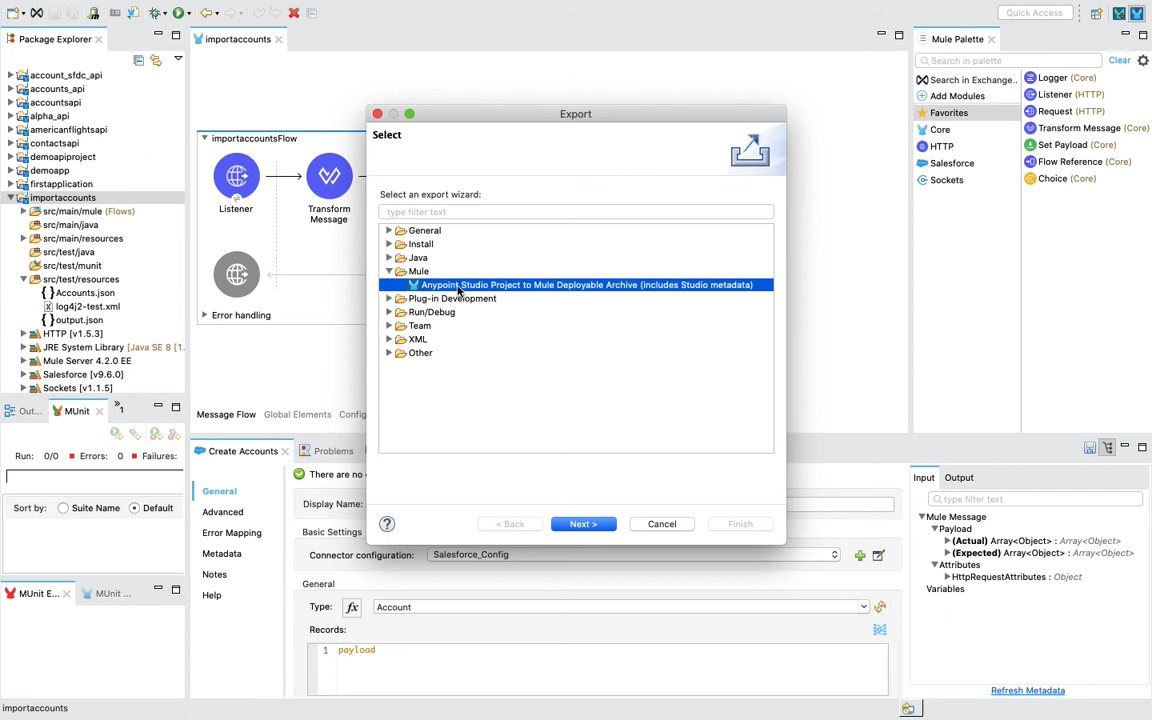 Quick Access
Package Explorer
account_sfdc_api
accounts_api
accountsapi
alpha_api
americanflightsapi
contactsapi
demoapiproject
demoapp
firstapplication
importaccounts
src/main/mule (Flows)
src/main/java
src/main/resources
src/test/java
src/test/munit
src/test/resources
Accounts.json
log4j2-test.xml
output.json
HTTP [v1.5.3]
JRE System Library [Java SE 8 [1.
Mule Server 4.2.0 EE
Salesforce [v9.6.0]
Sockets [v1.1.5]
Out...
MUnit
1
Run: 0/0
Errors: 0
Failures:
Sort by:
Suite Name
Default
MUnit E...
MUnit ...
importaccounts
importaccounts
importaccountsFlow
Listener
Transform
Message
Error handling
Message Flow
Global Elements
Config
Export
Select
Select an export wizard:
type filter text
General
Install
Java
Mule
Anypoint Studio Project to Mule Deployable Archive (includes Studio metadata)
Plug-in Development
Run/Debug
Team
XML
Other
?
< Back
Next >
Cancel
Finish
Create Accounts
Problems
General
Advanced
Error Mapping
Metadata
Notes
Help
There are no
Display Name:
Basic Settings
Connector configuration:
Salesforce_Config
General
Type:
fx
Account
Records:
1
payload
Mule Palette
Search in palette
Clear
Search in Exchange..
Add Modules
Favorites
Core
HTTP
Salesforce
Sockets
Logger (Core)
Listener (HTTP)
Request (HTTP)
Transform Message (Core)
Set Payload (Core)
Flow Reference (Core)
Choice (Core)
Input
Output
type filter text
Mule Message
Payload
(Actual) Array<Object> : Array<Object>
(Expected) Array<Object> : Array<Object>
Attributes
HttpRequestAttributes : Object
Variables
Refresh Metadata